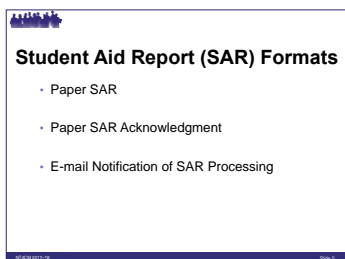 Student Aid Report (SAR) Formats
• Paper SAR
• Paper SAR Acknowledgment
• E-mail Notification of SAR Processing